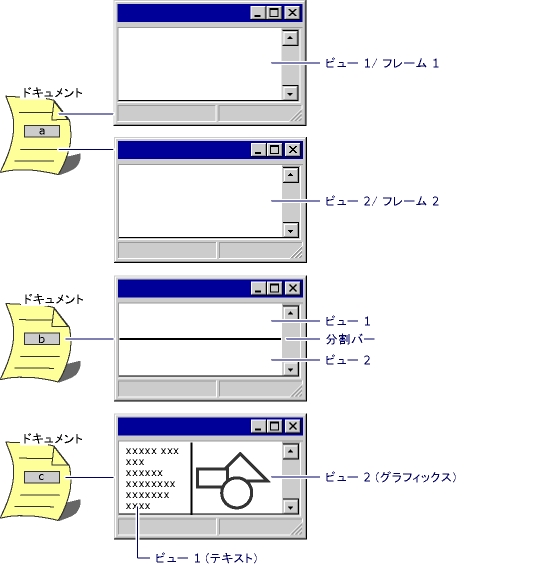 ビュー 1/ フレーム 1
ドキュメント
a
ビュー 2/ フレーム 2
ドキュメント
b
ビュー 1
分割バー
ビュー 2
ドキュメント
c
xxxxx xxx
xxx
xxxxxx
xxxxxxxx
xxxxxxx
xxxx
ビュー 2 (グラフィックス)
ビュー 1 (テキスト)